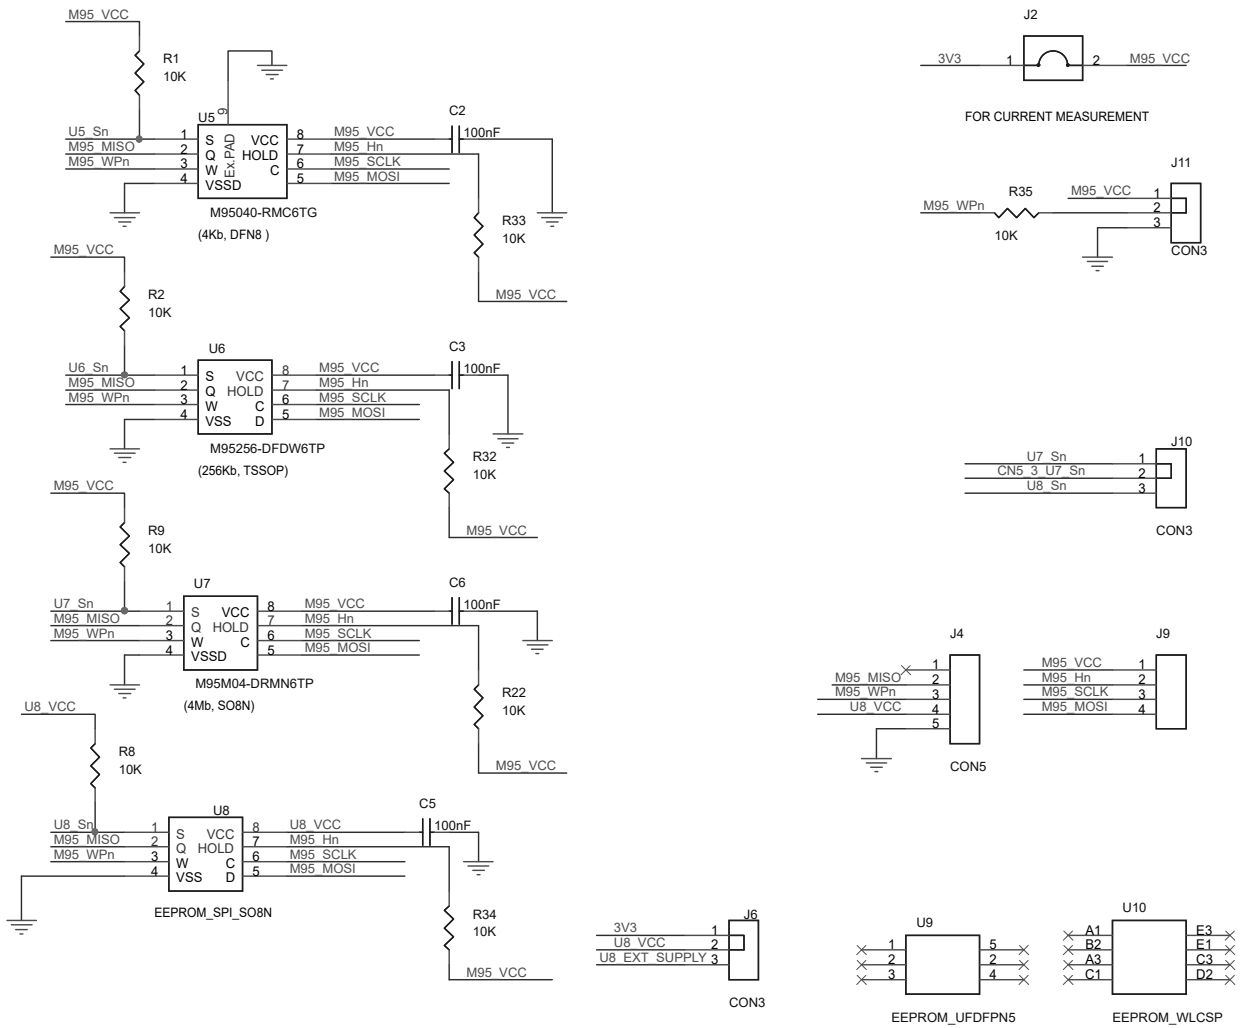 M95_VCC
R1
10K
U5
9
U5_Sn
M95_MISO
M95_WPn
1
2
3
4
S
Q
W
VSSD
Ex.PAD
VCC
HOLD
C
8
7
6
5
M95_VCC
M95_Hn
M95_SCLK
M95_MOSI
C2
100nF
M95040-RMC6TG
(4Kb, DFN8 )
R33
10K
M95_VCC
M95_VCC
R2
10K
U6
U6_Sn
M95_MISO
M95_WPn
1
2
3
4
S
Q
W
VSS
VCC
HOLD
C
D
8
7
6
5
M95_VCC
M95_Hn
M95_SCLK
M95_MOSI
C3
100nF
M95256-DFDW6TP
(256Kb, TSSOP)
R32
10K
M95_VCC
M95_VCC
R9
10K
U7
U7_Sn
M95_MISO
M95_WPn
1
2
3
4
S
Q
W
VSSD
VCC
HOLD
C
8
7
6
5
M95_VCC
M95_Hn
M95_SCLK
M95_MOSI
C6
100nF
M95M04-DRMN6TP
(4Mb, SO8N)
R22
10K
M95_VCC
U8_VCC
R8
10K
U8
U8_Sn
M95_MISO
M95_WPn
1
2
3
4
S
Q
W
VSS
VCC
HOLD
C
D
8
7
6
5
U8_VCC
M95_Hn
M95_SCLK
M95_MOSI
C5
100nF
EEPROM_SPI_SO8N
R34
10K
M95_VCC
J2
3V3
1
2
M95_VCC
FOR CURRENT MEASUREMENT
J11
M95_VCC
R35
M95_WPn
10K
1
2
3
CON3
J10
U7_Sn
CN5_3_U7_Sn
U8_Sn
1
2
3
CON3
J4
M95_MISO
M95_WPn
U8_VCC
1
2
3
4
5
CON5
J9
M95_VCC
M95_Hn
M95_SCLK
M95_MOSI
1
2
3
4
J6
3V3
U8_VCC
U8_EXT_SUPPLY
1
2
3
CON3
U9
1
2
3
5
2
4
EEPROM_UFDFPN5
U10
A1
B2
A3
C1
E3
E1
C3
D2
EEPROM_WLCSP